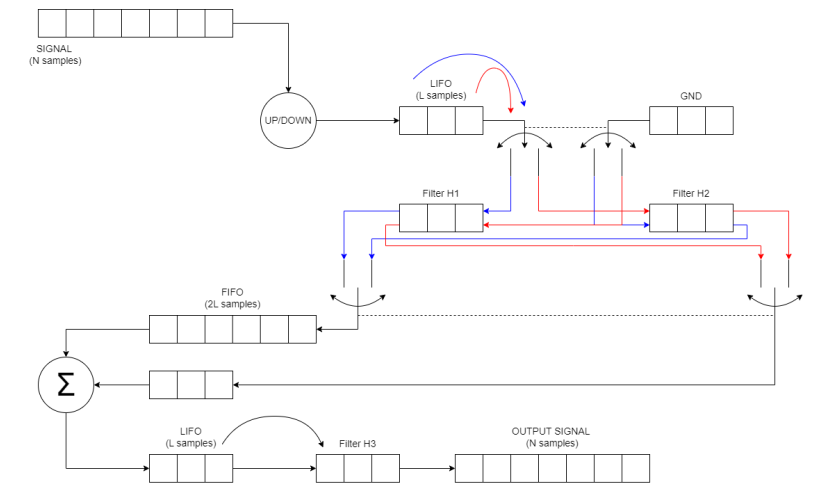 SIGNAL
(N samples)
UP/DOWN
LIFO
(L samples)
GND
Filter H1
Filter H2
FIFO
(2L samples)
Σ
LIFO
(L samples)
Filter H3
OUTPUT SIGNAL
(N samples)